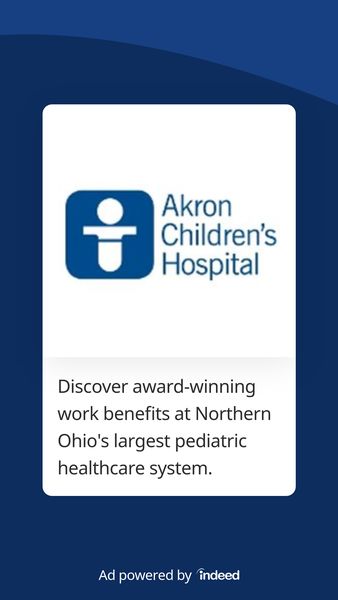 Akron
Children's
Hospital
Discover award-winning
work benefits at Northern
Ohio's largest pediatric
healthcare system.
Ad powered by indeed